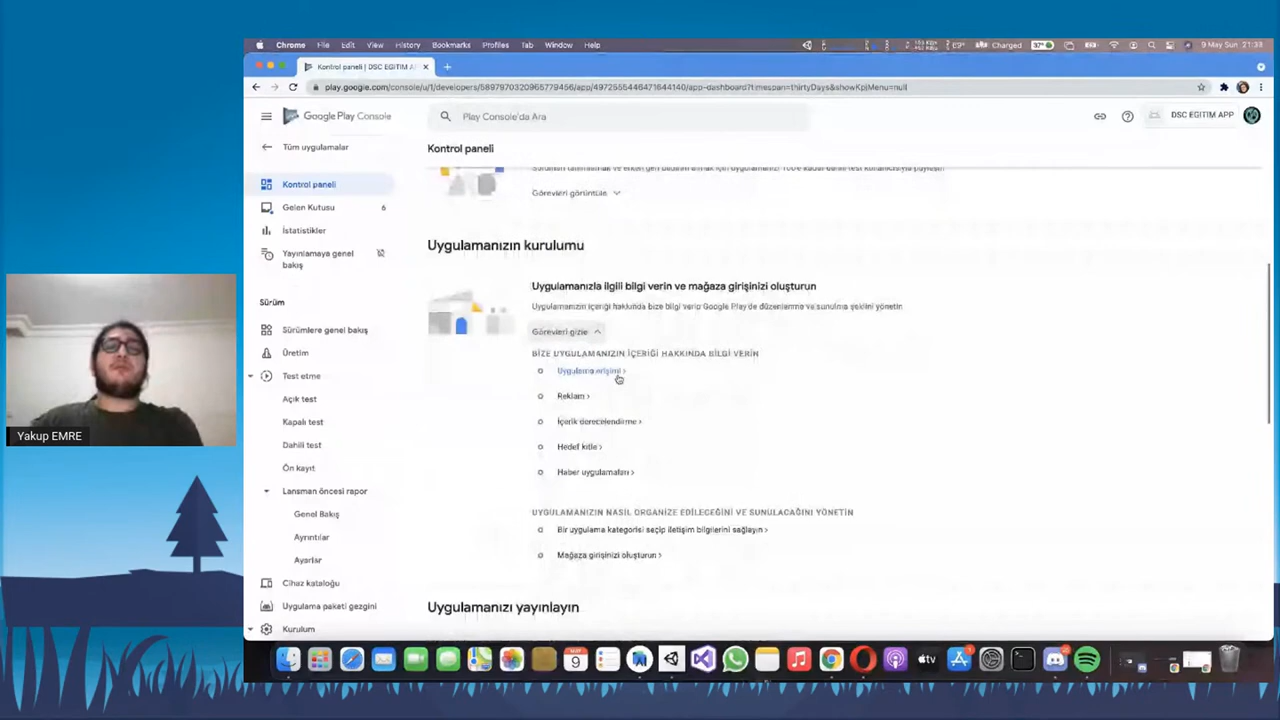 Chrome File Edit View History Bookmarks Profiles Tab Window Help
Charged
9 May Sun 21:38
Kontrol paneli | DSC EGITIM AP
play.google.com/console/u/1/developers/5897970320965779456/app/4972555446471644140/app-dashboard?timespan=thirtyDays&showKpiMenu=null
Google Play Console
Play Console'da Ara
DSC EGITIM APP
Tüm uygulamalar
Kontrol paneli
Kontrol paneli
Gelen Kutusu 6
İstatistikler
Yayınlamaya genel
bakış
Sürüm
Sürümlere genel bakış
Üretim
Test etme
Açık test
Kapalı test
Dahili test
Ön kayıt
Lansman öncesi rapor
Genel Bakış
Ayrıntılar
Ayarlar
Cihaz kataloğu
Uygulama paketi gezgini
Kurulum
Görevleri görüntüle
Uygulamanızın kurulumu
Uygulamanızla ilgili bilgi verin ve mağaza girişinizi oluşturun
Uygulamanızın içeriği hakkında bize bilgi verip Google Play'de düzenlenme ve sunulma şeklini yönetin
Görevleri gizle
BİZE UYGULAMANIZIN İÇERİĞİ HAKKINDA BİLGİ VERİN
Uygulama erişimi
Reklam
İçerik derecelendirme
Hedef kitle
Haber uygulamaları
UYGULAMANIZIN NASIL ORGANİZE EDİLECEĞİNİ VE SUNULACAĞINI YÖNETİN
Bir uygulama kategorisi seçip iletişim bilgilerini sağlayın
Mağaza girişinizi oluşturun
Uygulamanızı yayınlayın
Yakup EMRE
MAY
9
tv